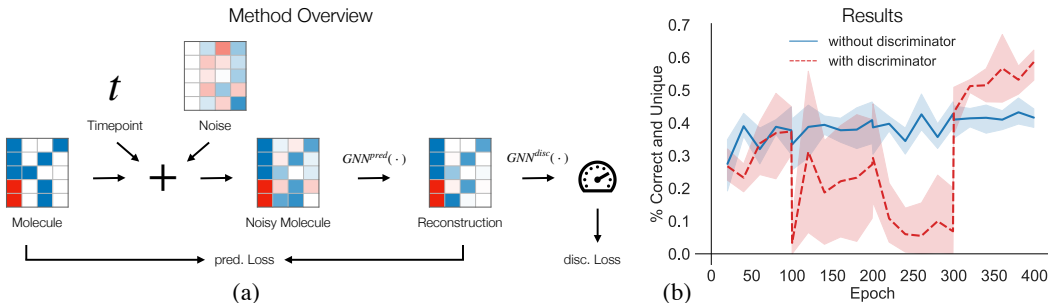 Method Overview
t
Timepoint
Noise
GNN^pred(·)
GNN^disc(·)
Molecule
Noisy Molecule
Reconstruction
pred. Loss
disc. Loss
(a)
Results
without discriminator
with discriminator
% Correct and Unique
0.7
0.6
0.5
0.4
0.3
0.2
0.1
0.0
0 50 100 150 200 250 300 350 400
Epoch
(b)